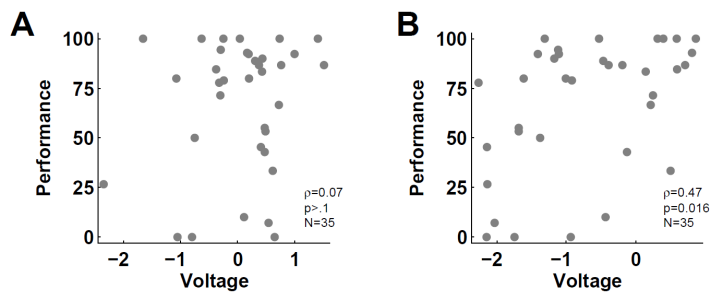 A
Performance
100
75
50
25
0
ρ=0.07
p>.1
N=35
−2 −1 0 1
Voltage
B
Performance
100
75
50
25
0
ρ=0.47
p=0.016
N=35
−2 −1 0
Voltage